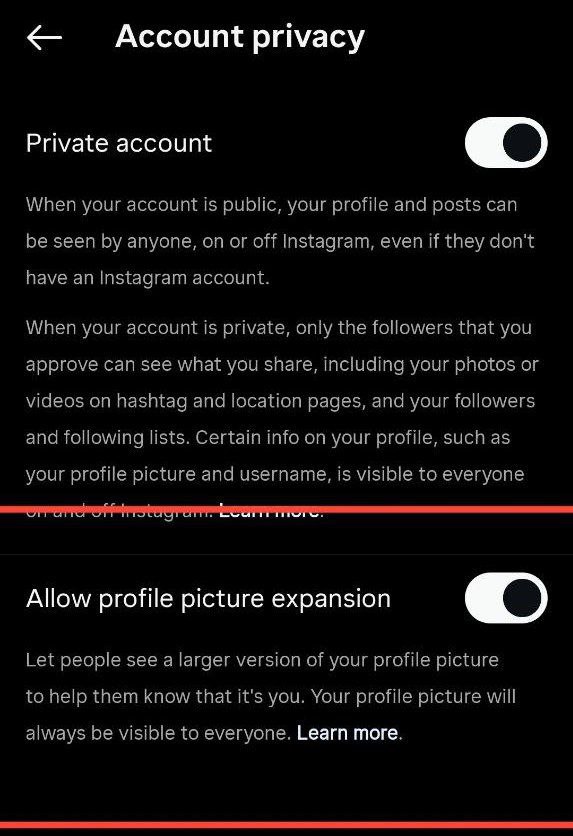 Account privacy
Private account
When your account is public, your profile and posts can
be seen by anyone, on or off Instagram, even if they don't
have an Instagram account.
When your account is private, only the followers that you
approve can see what you share, including your photos or
videos on hashtag and location pages, and your followers
and following lists. Certain info on your profile, such as
your profile picture and username, is visible to everyone
on and off Instagram. Learn more.
Allow profile picture expansion
Let people see a larger version of your profile picture
to help them know that it's you. Your profile picture will
always be visible to everyone. Learn more.